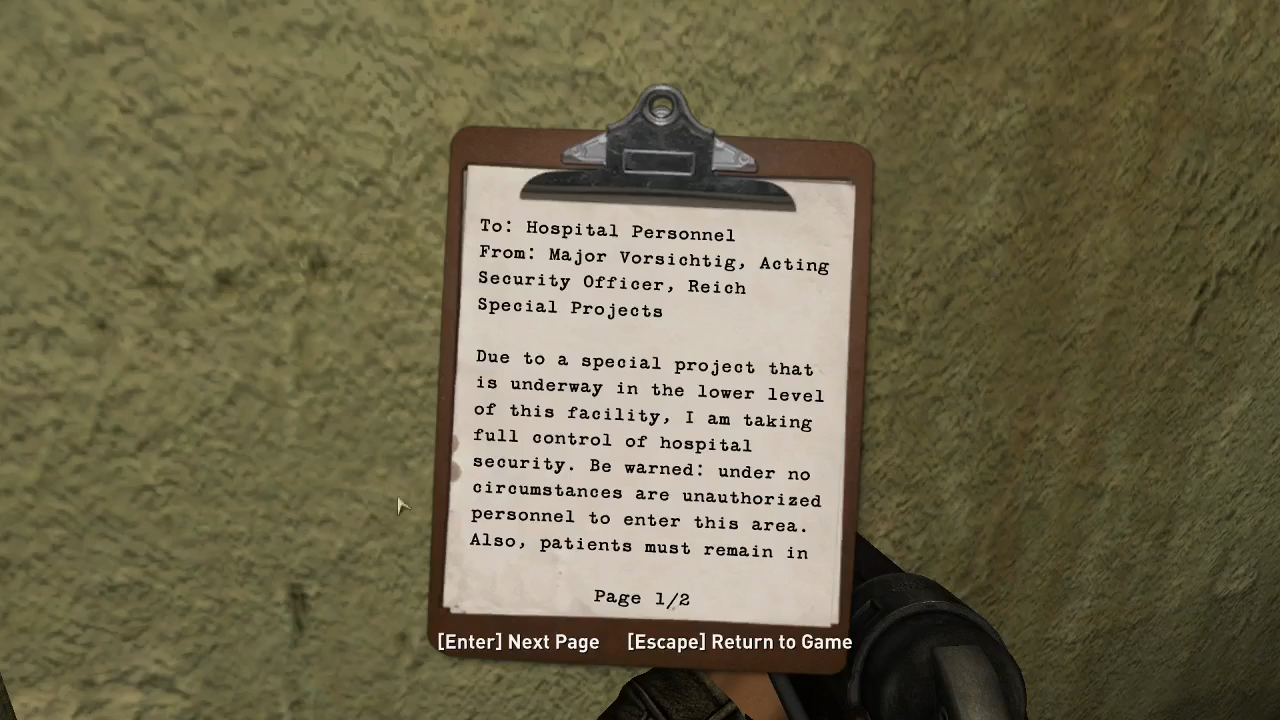 To: Hospital Personnel
From: Major Vorsichtig, Acting
Security Officer, Reich
Special Projects
Due to a special project that
is underway in the lower level
of this facility, I am taking
full control of hospital
security. Be warned: under no
circumstances are unauthorized
personnel to enter this area.
Also, patients must remain in
Page 1/2
[Enter] Next Page [Escape] Return to Game